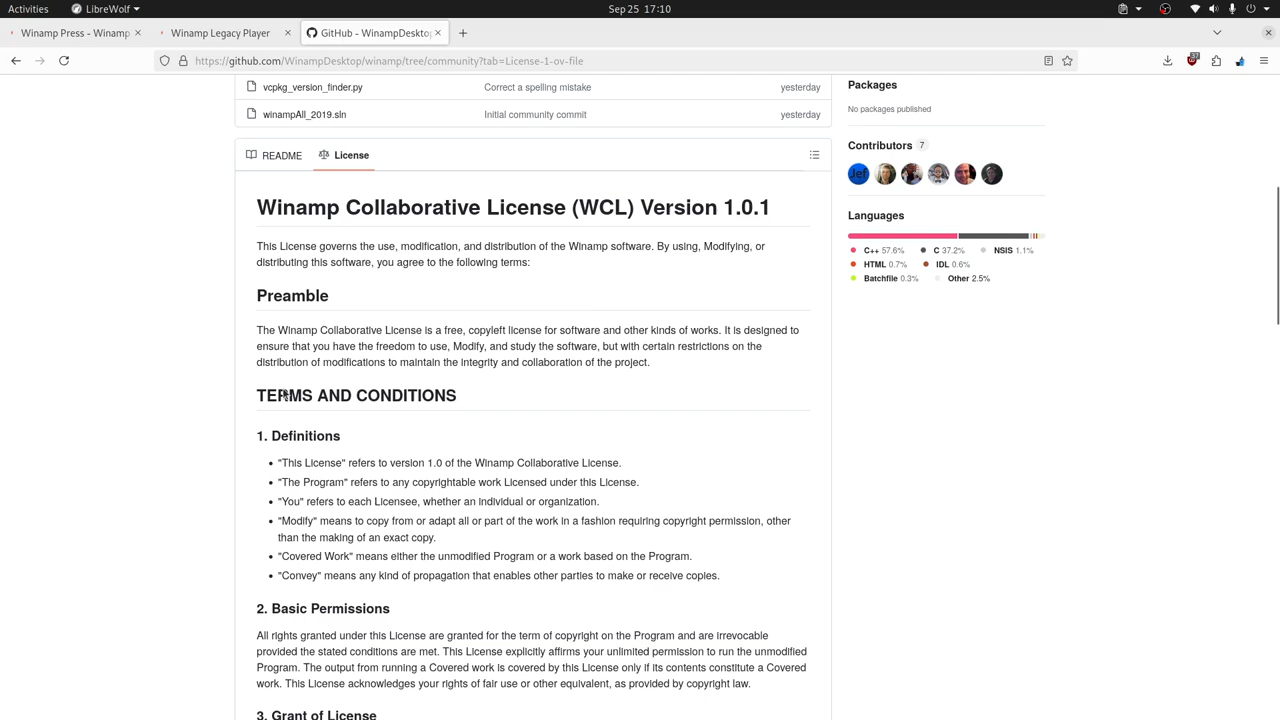 Activities
LibreWolf
Sep 25 17:10
Winamp Press - Winamp
Winamp Legacy Player
GitHub - WinampDesktop
https://github.com/WinampDesktop/winamp/tree/community?tab=License-1-ov-file
37
vcpkg_version_finder.py
Correct a spelling mistake
yesterday
winampAll_2019.sln
Initial community commit
yesterday
README
License
Winamp Collaborative License (WCL) Version 1.0.1
This License governs the use, modification, and distribution of the Winamp software. By using, Modifying, or
distributing this software, you agree to the following terms:
Preamble
The Winamp Collaborative License is a free, copyleft license for software and other kinds of works. It is designed to
ensure that you have the freedom to use, Modify, and study the software, but with certain restrictions on the
distribution of modifications to maintain the integrity and collaboration of the project.
TERMS AND CONDITIONS
1. Definitions
• "This License" refers to version 1.0 of the Winamp Collaborative License.
• "The Program" refers to any copyrightable work Licensed under this License.
• "You" refers to each Licensee, whether an individual or organization.
• "Modify" means to copy from or adapt all or part of the work in a fashion requiring copyright permission, other
than the making of an exact copy.
• "Covered Work" means either the unmodified Program or a work based on the Program.
• "Convey" means any kind of propagation that enables other parties to make or receive copies.
2. Basic Permissions
All rights granted under this License are granted for the term of copyright on the Program and are irrevocable
provided the stated conditions are met. This License explicitly affirms your unlimited permission to run the unmodified
Program. The output from running a Covered work is covered by this License only if its contents constitute a Covered
work. This License acknowledges your rights of fair use or other equivalent, as provided by copyright law.
3. Grant of License
Packages
No packages published
Contributors 7
Jef
Languages
C++ 57.6%
C 37.2%
NSIS 1.1%
HTML 0.7%
IDL 0.6%
Batchfile 0.3%
Other 2.5%